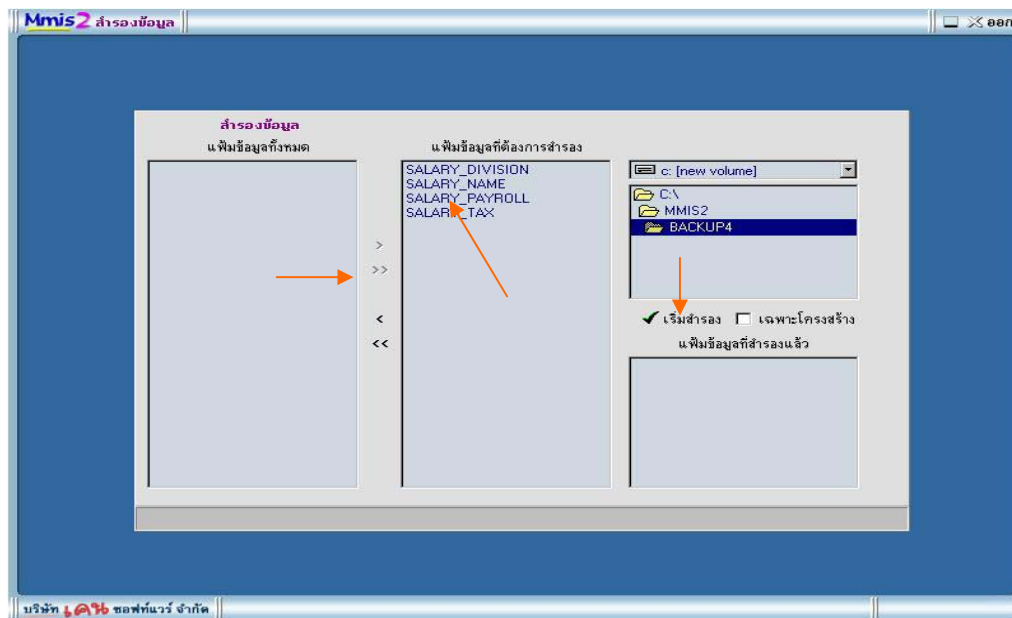 Mmis2 สำรองข้อมูล
ออก
สำรองข้อมูล
แฟ้มข้อมูลทั้งหมด
แฟ้มข้อมูลที่ต้องการสำรอง
SALARY_DIVISION
SALARY_NAME
SALARY_PAYROLL
SALARY_TAX
>
>>
<
<<
c: [new volume]
C:\
MMIS2
BACKUP4
เริ่มสำรอง เฉพาะโครงสร้าง
แฟ้มข้อมูลที่สำรองแล้ว
บริษัท เคน ซอฟท์แวร์ จำกัด